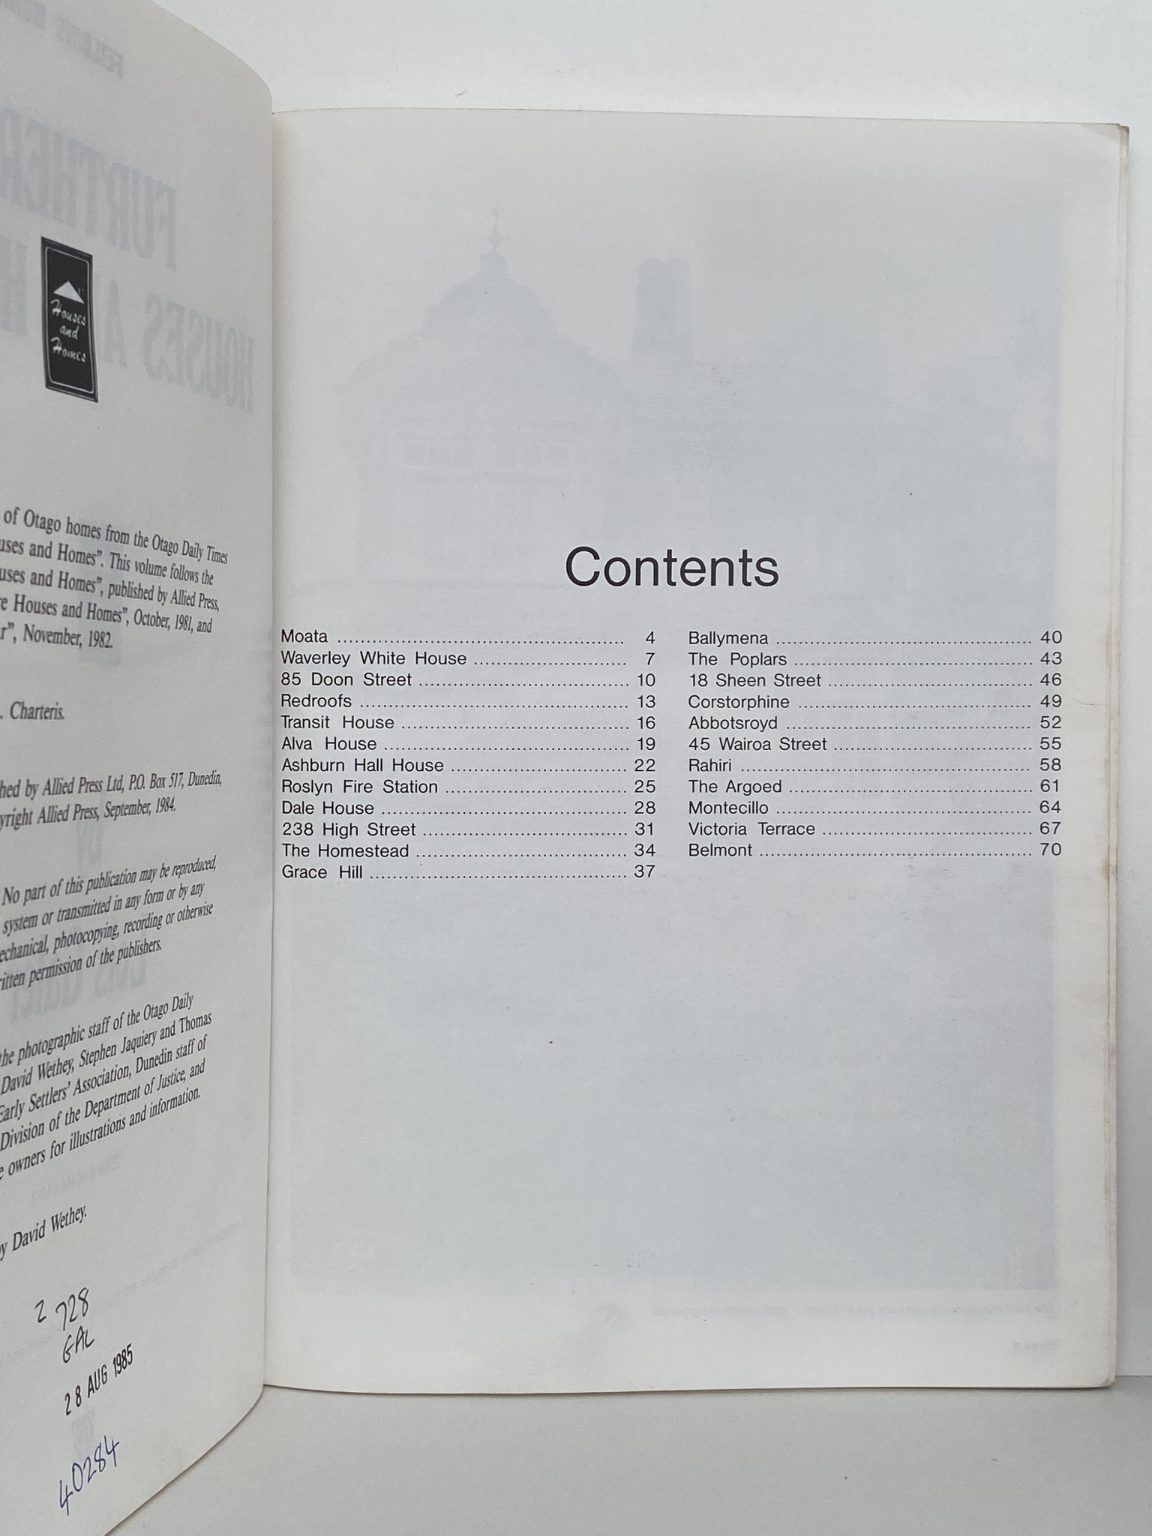 FURTHER
HOUSES A H
Houses
and
Homes
of Otago homes from the Otago Daily Times
uses and Homes”. This volume follows the
uses and Homes”, published by Allied Press,
e Houses and Homes”, October, 1981, and
r”, November, 1982.
. Charteris.
hed by Allied Press Ltd, P.O. Box 517, Dunedin,
yright Allied Press, September, 1984.
No part of this publication may be reproduced,
system or transmitted in any form or by any
echanical, photocopying, recording or otherwise
ritten permission of the publishers.
the photographic staff of the Otago Daily
David Wethey, Stephen Jaquiery and Thomas
Early Settlers’ Association, Dunedin staff of
Division of the Department of Justice, and
e owners for illustrations and information.
y David Wethey.
2 728
GAL
28 AUG 1985
40284
Contents
Moata ................ 4
Waverley White House ................ 7
85 Doon Street ................ 10
Redroofs ................ 13
Transit House ................ 16
Alva House ................ 19
Ashburn Hall House ................ 22
Roslyn Fire Station ................ 25
Dale House ................ 28
238 High Street ................ 31
The Homestead ................ 34
Grace Hill ................ 37
Ballymena ................ 40
The Poplars ................ 43
18 Sheen Street ................ 46
Corstorphine ................ 49
Abbotsroyd ................ 52
45 Wairoa Street ................ 55
Rahiri ................ 58
The Argoed ................ 61
Montecillo ................ 64
Victoria Terrace ................ 67
Belmont ................ 70